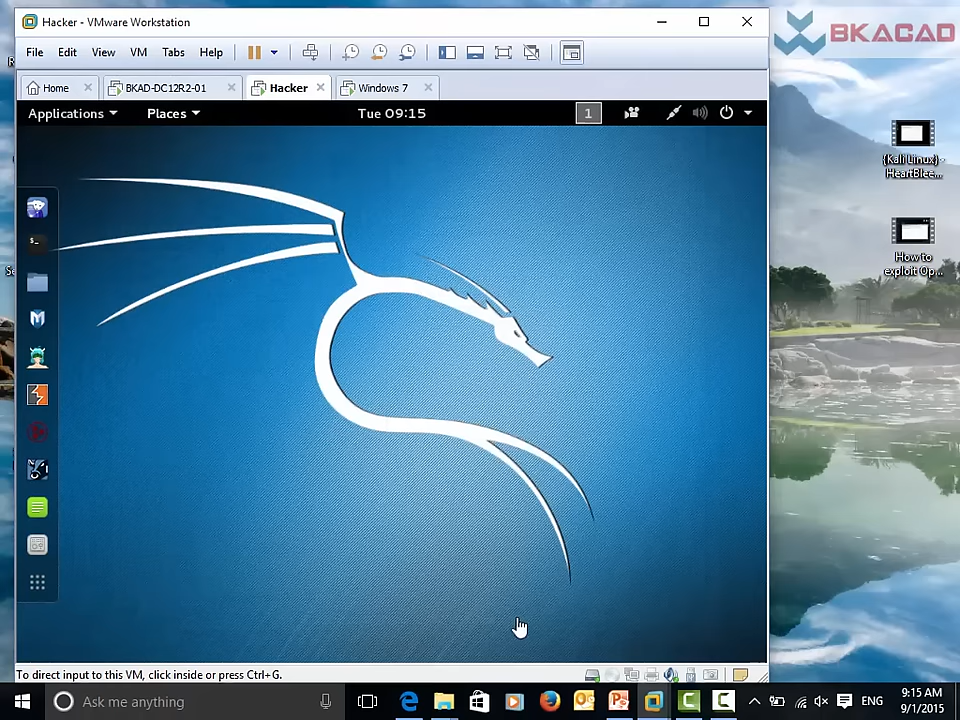 Hacker - VMware Workstation
BKACAD
File Edit View VM Tabs Help
Home BKAD-DC12R2-01 Hacker Windows 7
Applications Places Tue 09:15 1
(Kali Linux) -
HeartBlee...
How to
exploit Op...
To direct input to this VM, click inside or press Ctrl+G.
Ask me anything
ENG
9:15 AM
9/1/2015